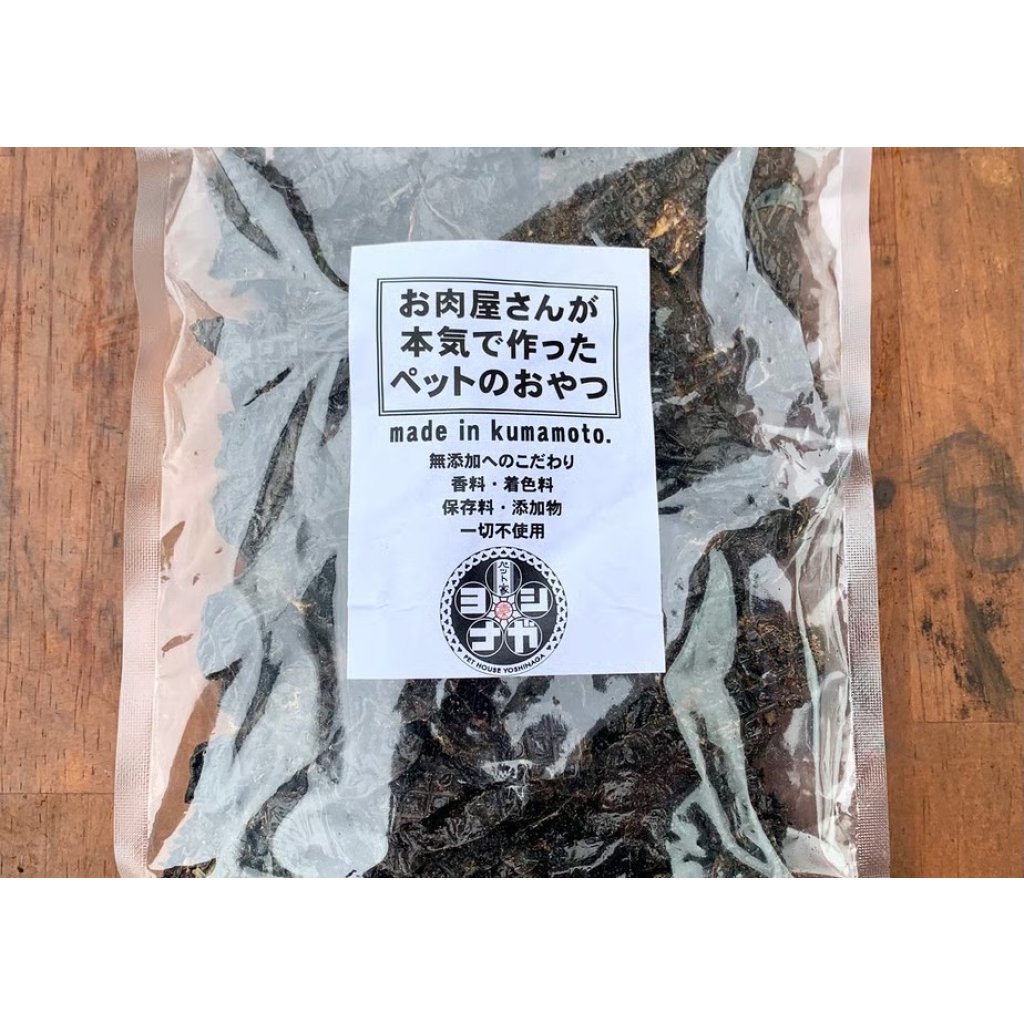 お肉屋さんが
本気で作った
ペットのおやつ
made in kumamoto.
無添加へのこだわり
香料・着色料
保存料・添加物
一切不使用
ペット家
ヨシ
ナガ
PET HOUSE YOSHINAGA